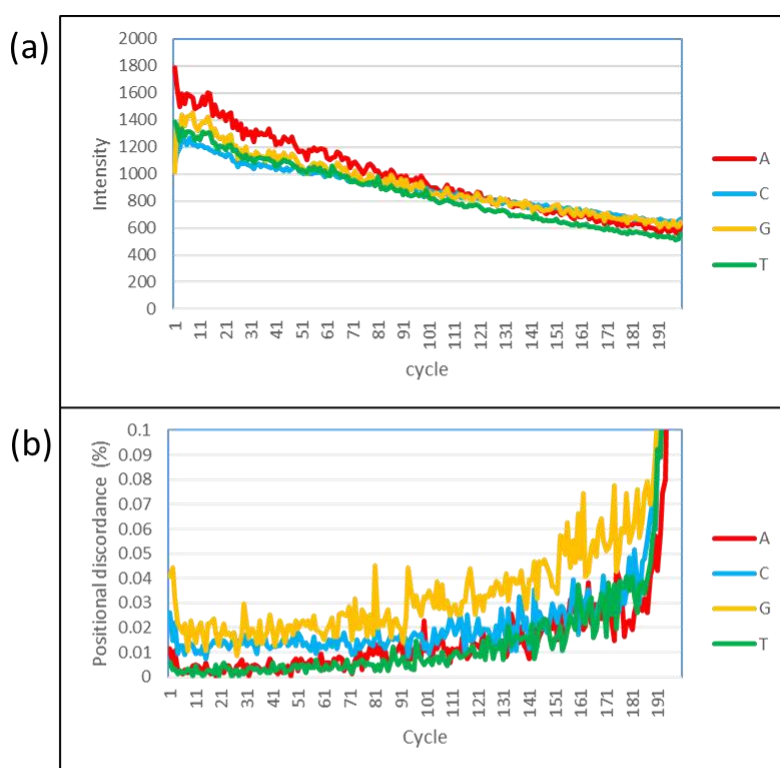 (a)
2000
1800
1600
1400
1200
1000
800
600
400
200
0
Intensity
1 11 21 31 41 51 61 71 81 91 101 111 121 131 141 151 161 171 181 191
cycle
A
C
G
T
(b)
0.1
0.09
0.08
0.07
0.06
0.05
0.04
0.03
0.02
0.01
0
Positional discordance (%)
1 11 21 31 41 51 61 71 81 91 101 111 121 131 141 151 161 171 181 191
Cycle
A
C
G
T